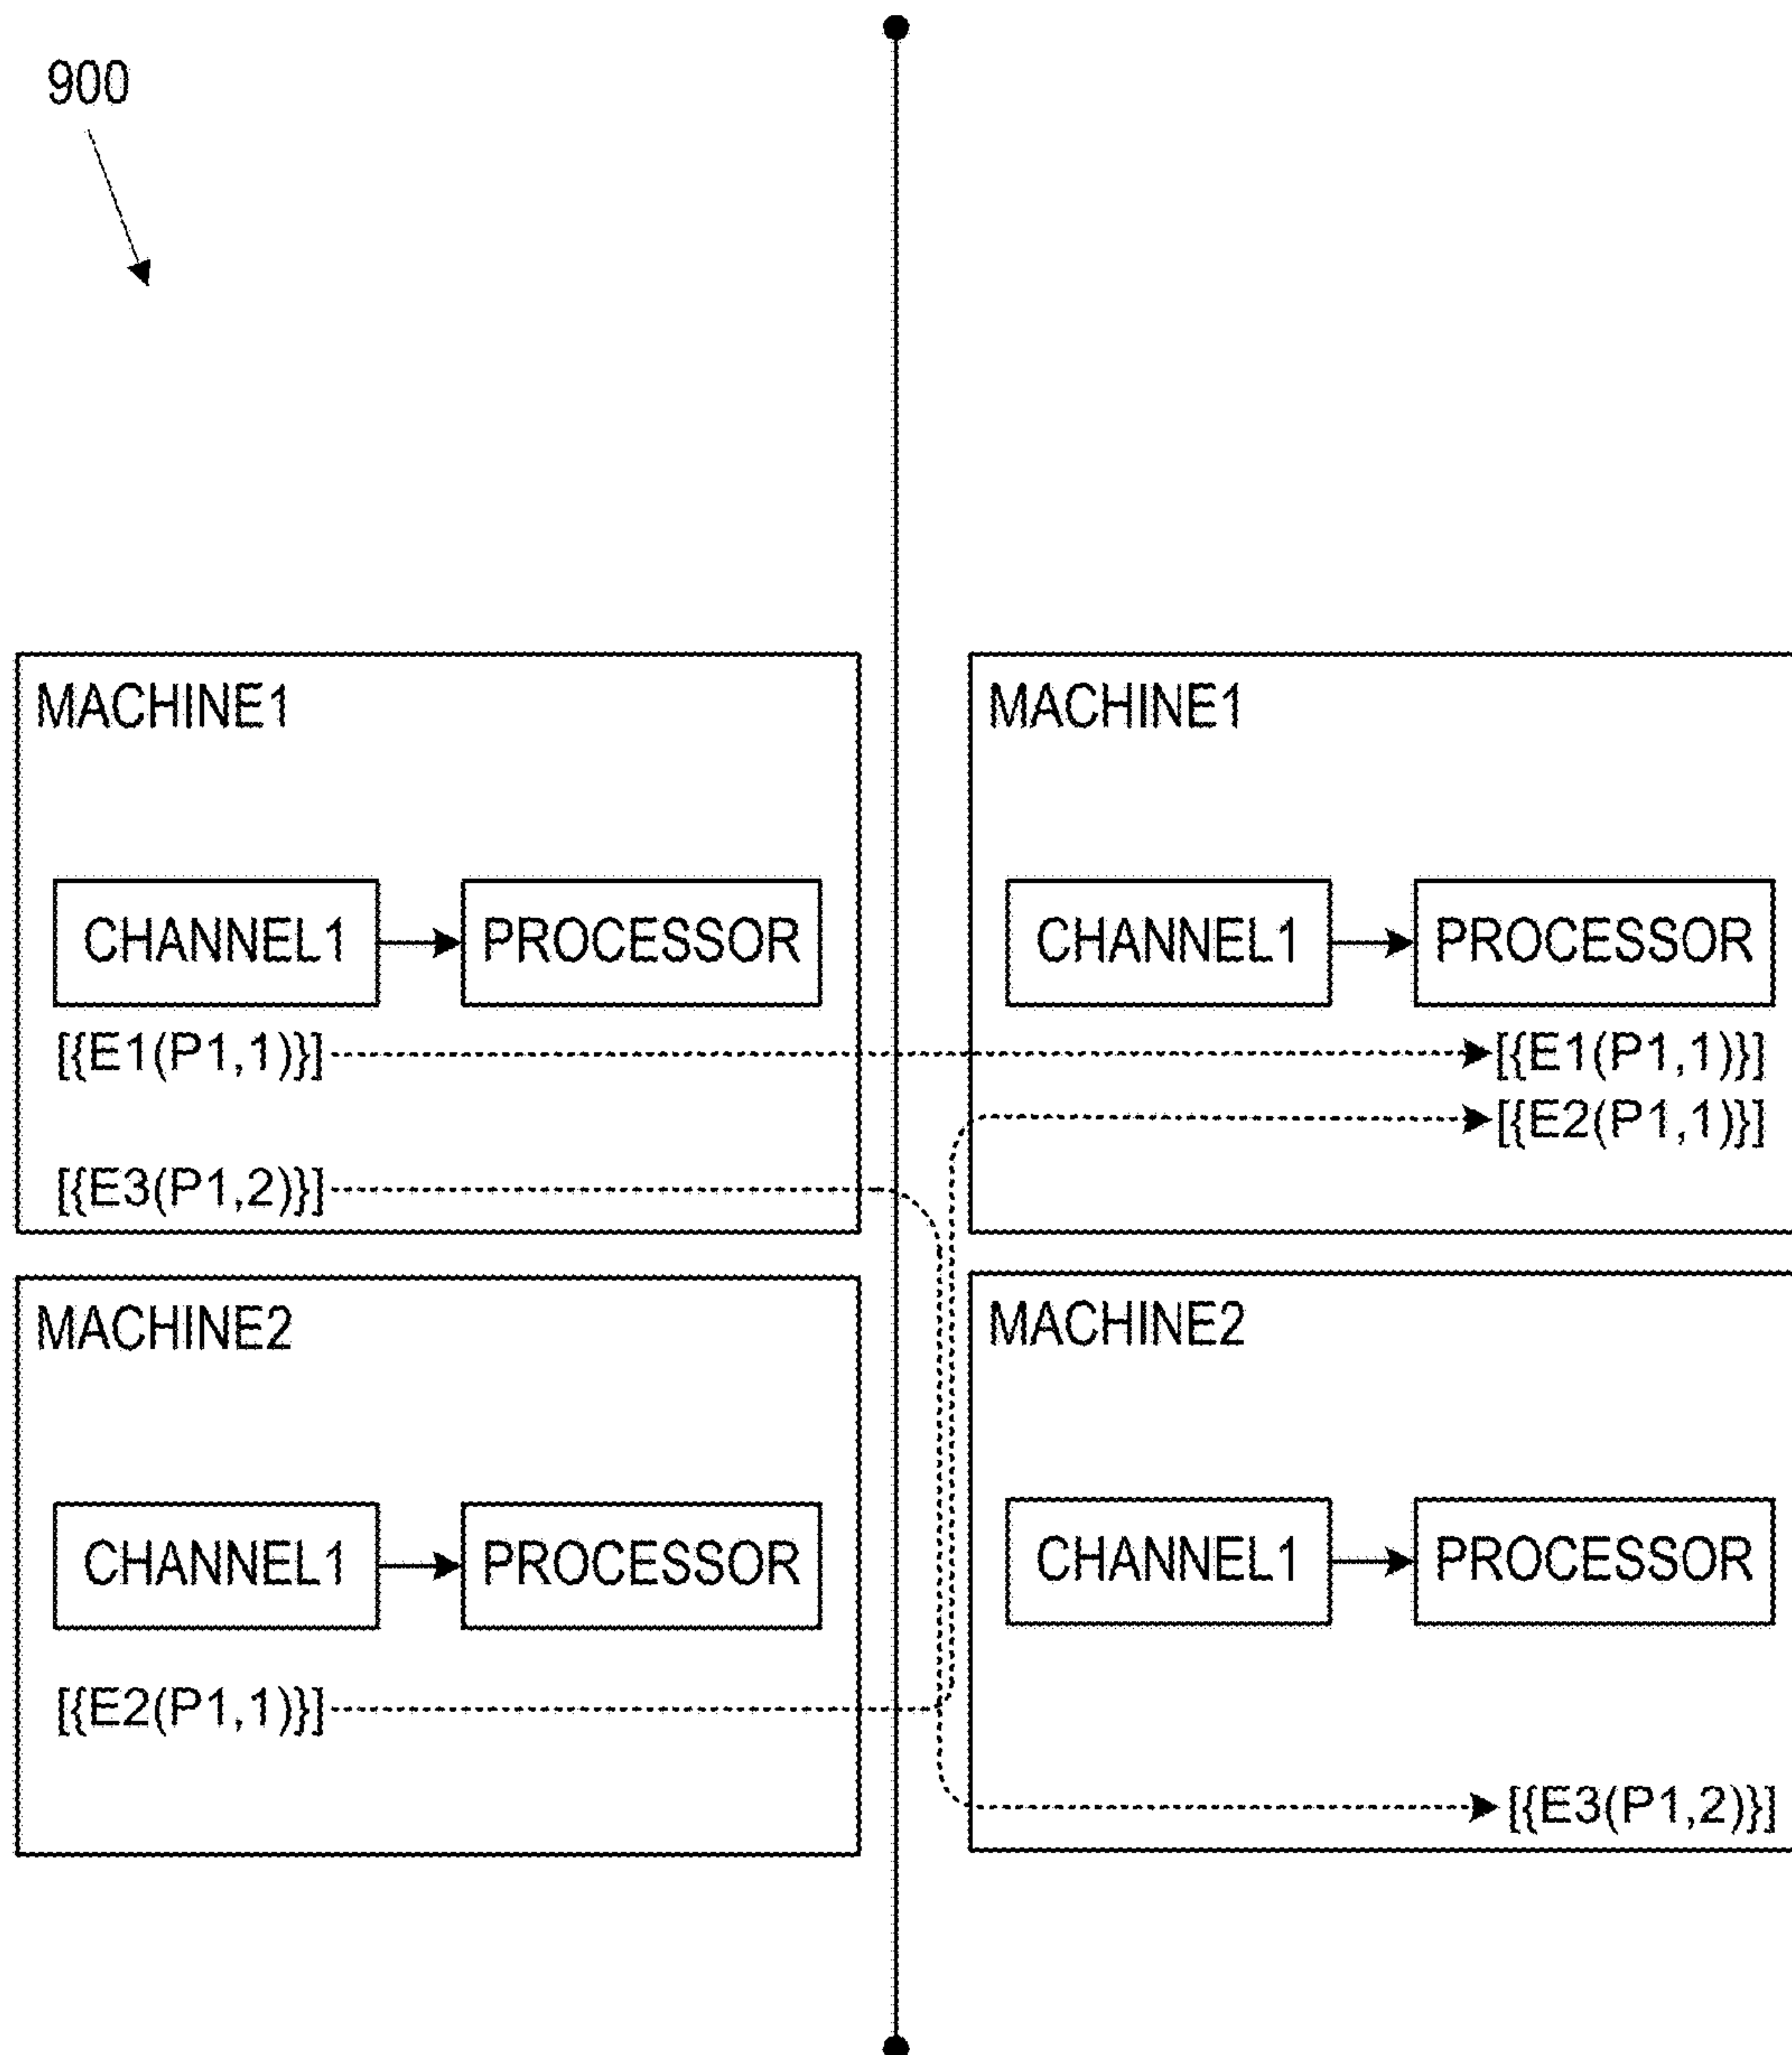 900
MACHINE1
CHANNEL1
PROCESSOR
[{E1(P1,1)}]
[{E3(P1,2)}]
MACHINE2
CHANNEL1
PROCESSOR
[{E2(P1,1)}]
MACHINE1
CHANNEL1
PROCESSOR
[{E1(P1,1)}]
[{E2(P1,1)}]
MACHINE2
CHANNEL1
PROCESSOR
[{E3(P1,2)}]